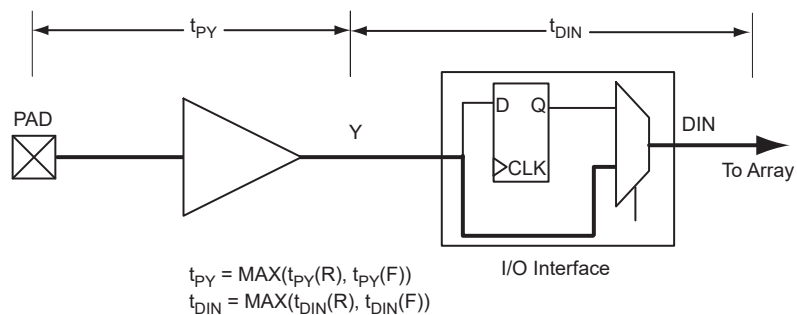 tPY tDIN
PAD
Y
D Q
CLK
DIN
To Array
I/O Interface
tPY = MAX(tPY(R), tPY(F))
tDIN = MAX(tDIN(R), tDIN(F))